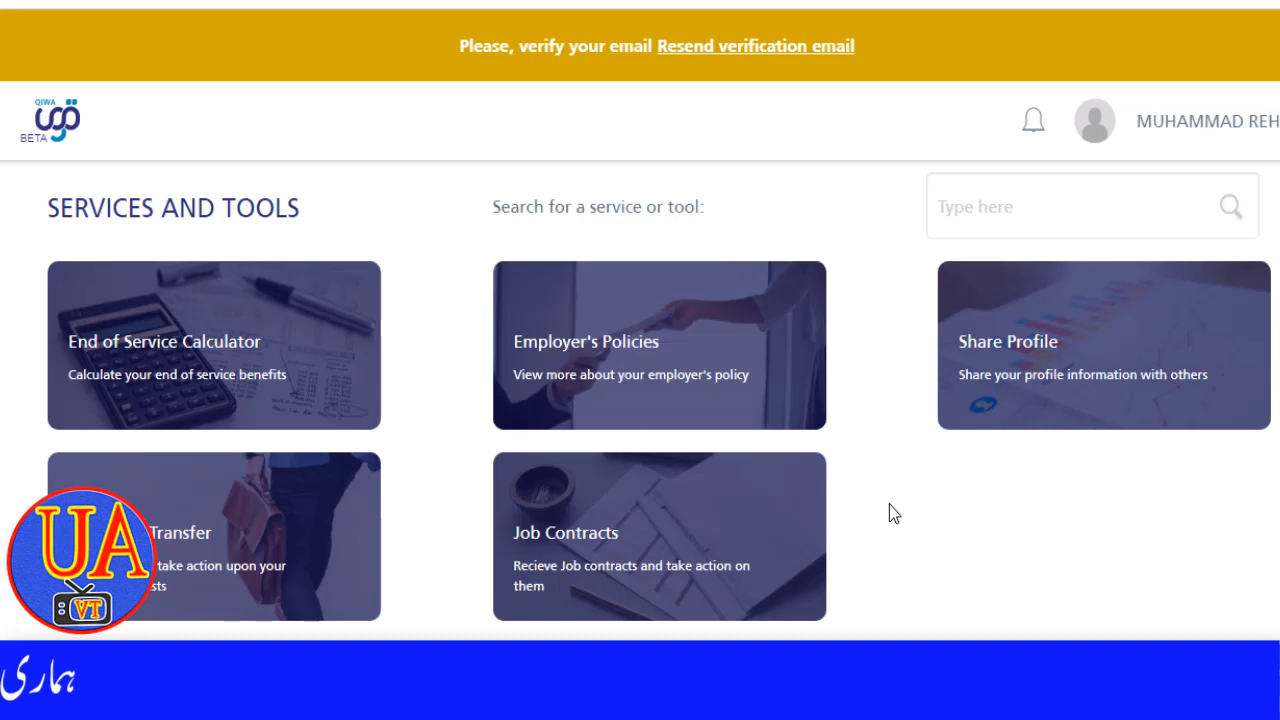 Please, verify your email Resend verification email
QIWA
قوى
BETA
MUHAMMAD REH
SERVICES AND TOOLS
Search for a service or tool:
Type here
End of Service Calculator
Calculate your end of service benefits
Employer's Policies
View more about your employer's policy
Share Profile
Share your profile information with others
Transfer
take action upon your
sts
Job Contracts
Recieve Job contracts and take action on
them
UA
VT
ہماری